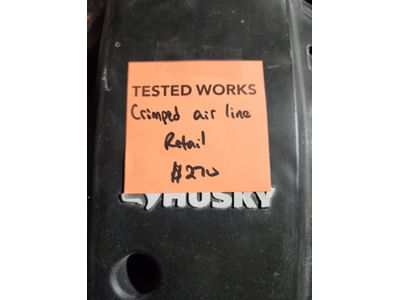 TESTED WORKS
Crimped air line
Retail
$270
HUSKY